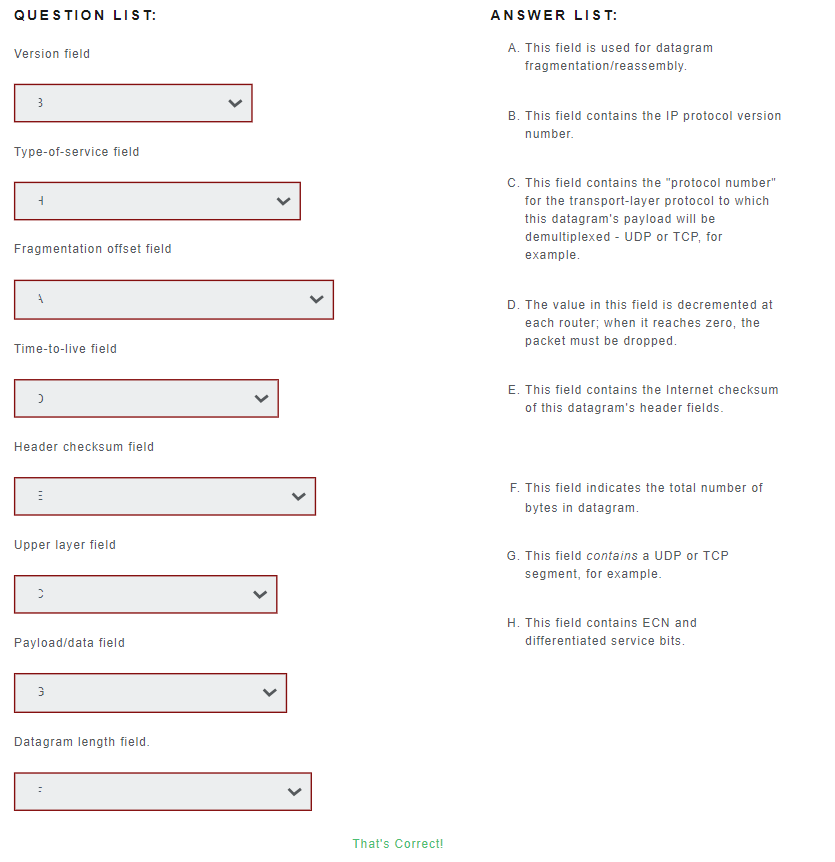 QUESTION LIST:
Version field
B
Type-of-service field
H
Fragmentation offset field
A
Time-to-live field
D
Header checksum field
E
Upper layer field
C
Payload/data field
G
Datagram length field.
F
ANSWER LIST:
A. This field is used for datagram
fragmentation/reassembly.
B. This field contains the IP protocol version
number.
C. This field contains the "protocol number"
for the transport-layer protocol to which
this datagram's payload will be
demultiplexed - UDP or TCP, for
example.
D. The value in this field is decremented at
each router; when it reaches zero, the
packet must be dropped.
E. This field contains the Internet checksum
of this datagram's header fields.
F. This field indicates the total number of
bytes in datagram.
G. This field contains a UDP or TCP
segment, for example.
H. This field contains ECN and
differentiated service bits.
That's Correct!